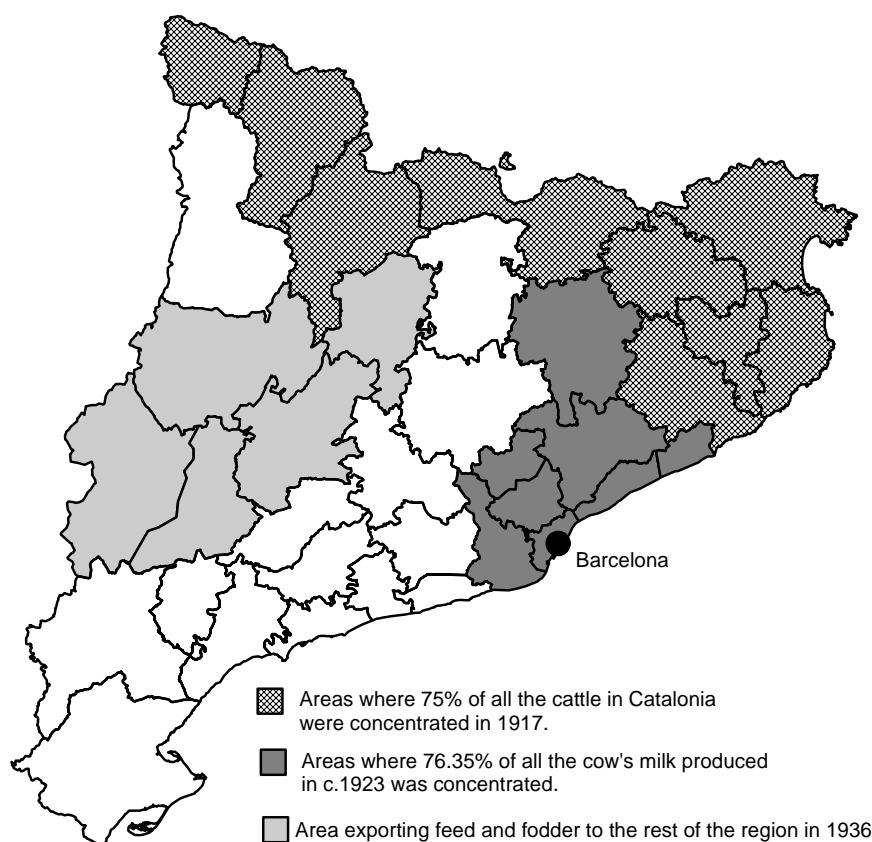 Barcelona
Areas where 75% of all the cattle in Catalonia
were concentrated in 1917.
Areas where 76.35% of all the cow's milk produced
in c.1923 was concentrated.
Area exporting feed and fodder to the rest of the region in 1936